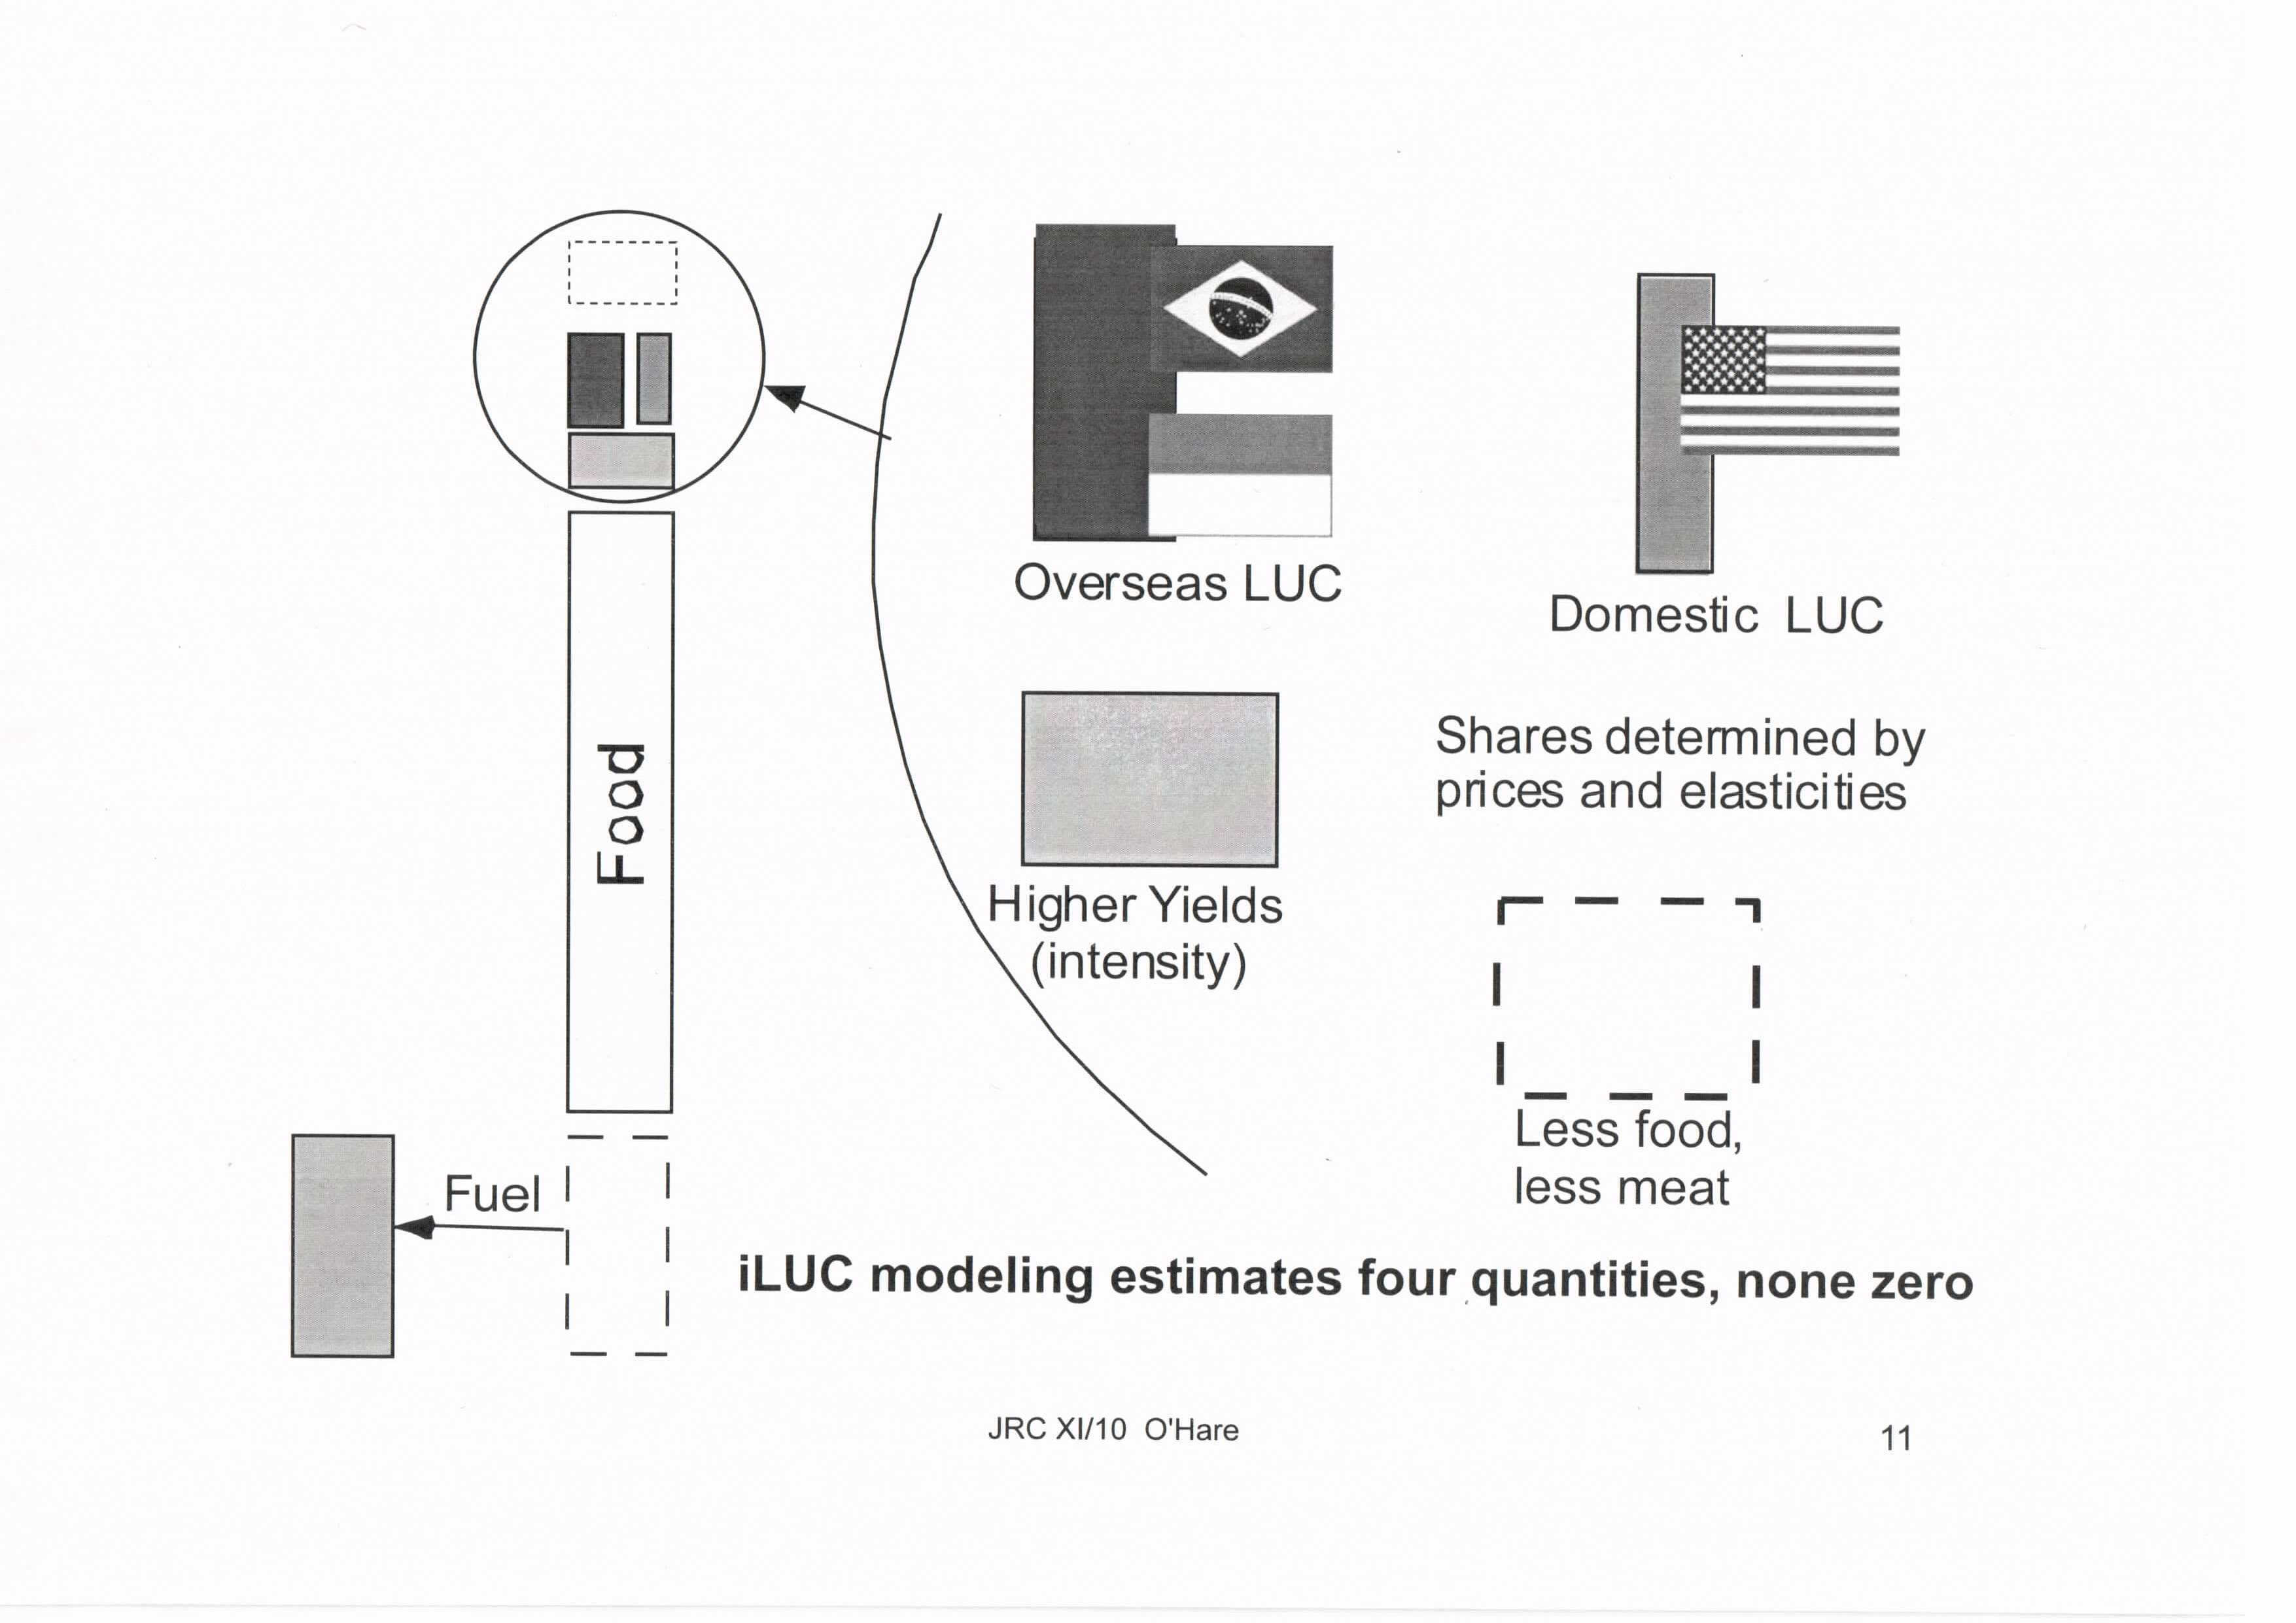 Overseas LUC
Domestic LUC
Food
Shares determined by
prices and elasticities
Higher Yields
(intensity)
Less food,
less meat
Fuel
iLUC modeling estimates four quantities, none zero
JRC XI/10 O'Hare
11